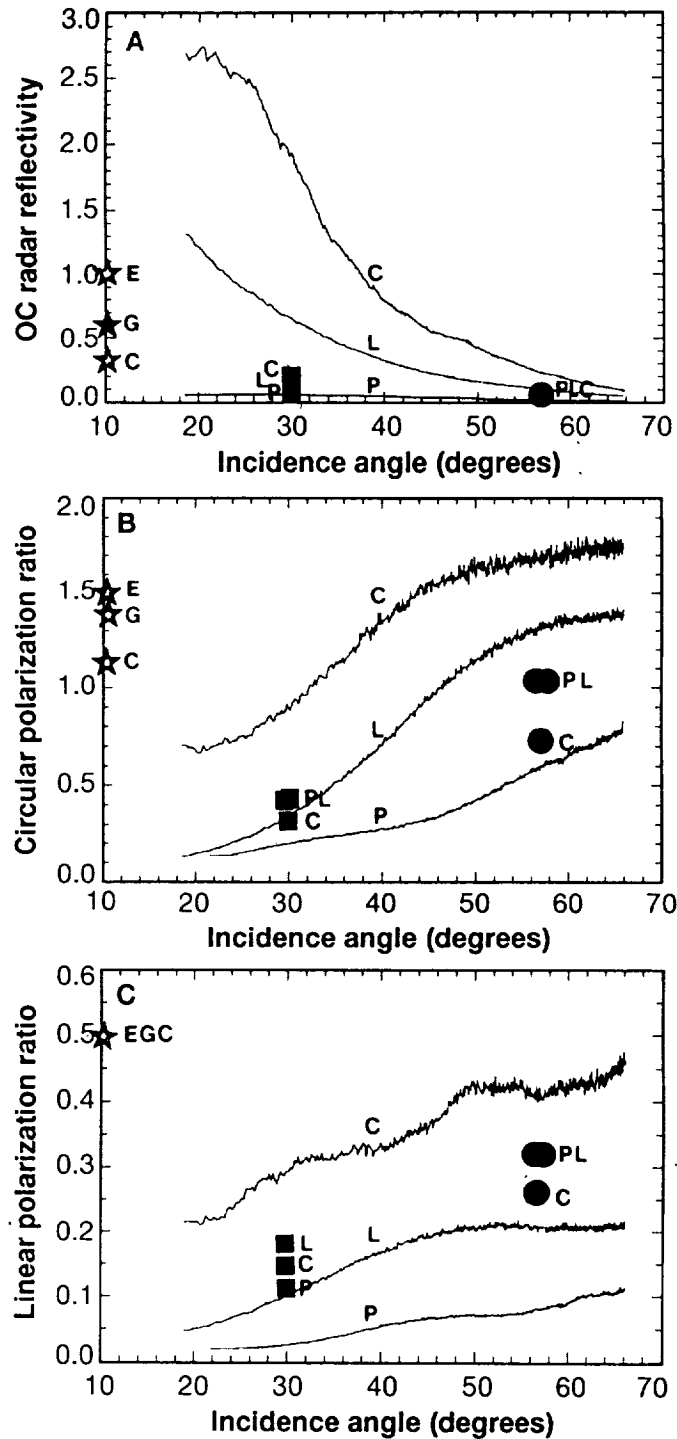 A
3.0
2.5
2.0
1.5
1.0
0.5
0.0
OC radar reflectivity
E
G
C
C
L
P
C
L
P
PLC
10 20 30 40 50 60 70
Incidence angle (degrees)
B
2.0
1.5
1.0
0.5
0.0
Circular polarization ratio
E
G
C
C
L
P
PL
C
PL
C
10 20 30 40 50 60 70
Incidence angle (degrees)
C
0.6
0.5
0.4
0.3
0.2
0.1
0.0
Linear polarization ratio
EGC
C
L
P
L
C
P
PL
C
10 20 30 40 50 60 70
Incidence angle (degrees)